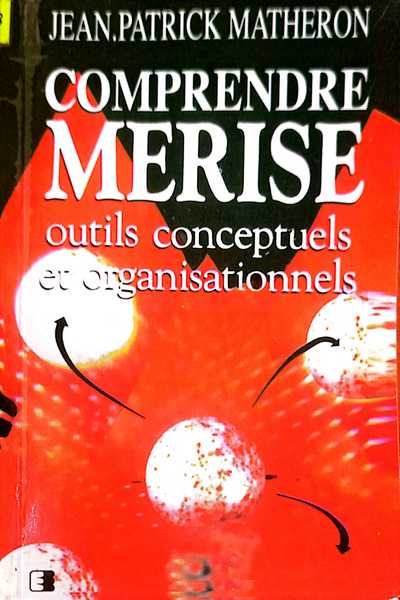 JEAN.PATRICK MATHERON
COMPRENDRE
MERISE
outils conceptuels
et organisationnels